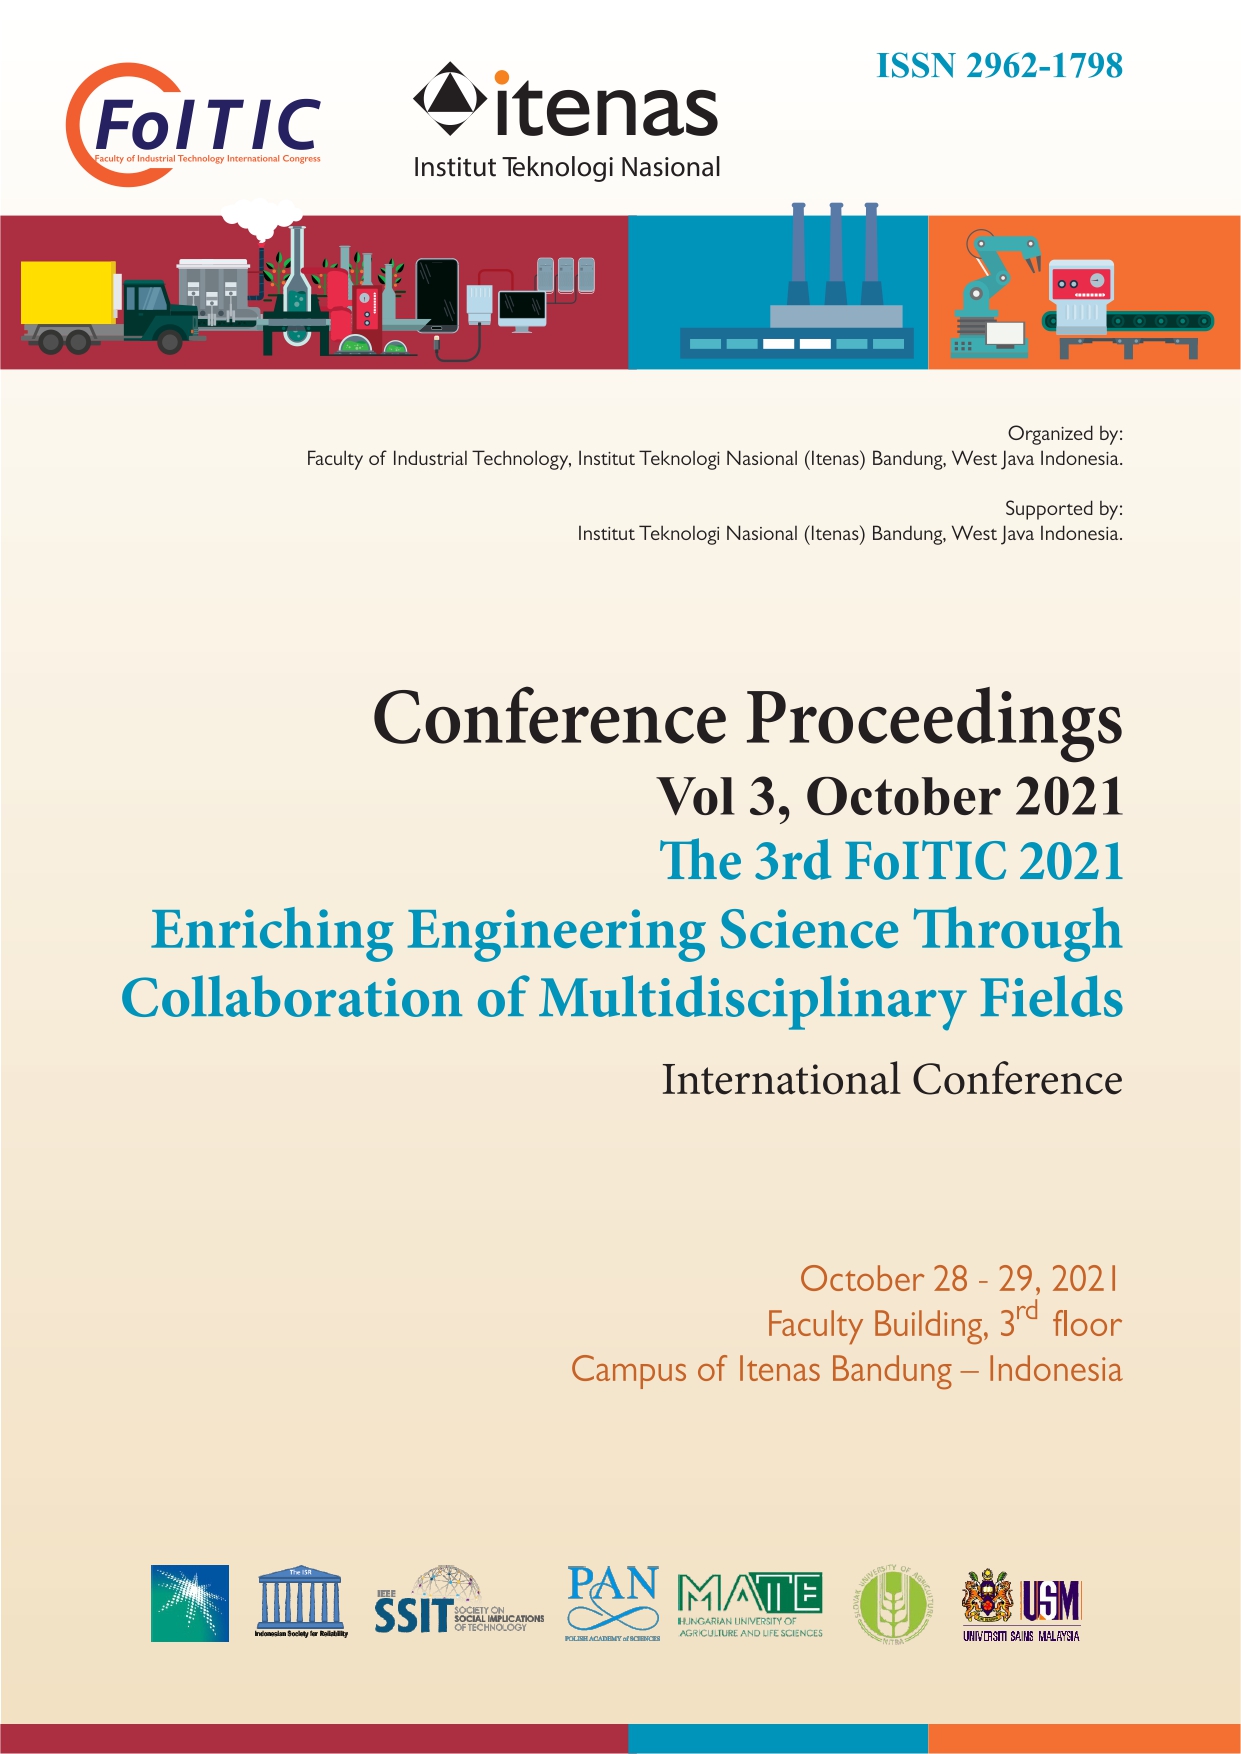 ISSN 2962-1798
FoITIC
Faculty of Industrial Technology International Congress
itenas
Institut Teknologi Nasional
Organized by:
Faculty of Industrial Technology, Institut Teknologi Nasional (Itenas) Bandung, West Java Indonesia.
Supported by:
Institut Teknologi Nasional (Itenas) Bandung, West Java Indonesia.
Conference Proceedings
Vol 3, October 2021
The 3rd FoITIC 2021
Enriching Engineering Science Through
Collaboration of Multidisciplinary Fields
International Conference
October 28 - 29, 2021
Faculty Building, 3rd floor
Campus of Itenas Bandung – Indonesia
The ISR
Indonesian Society for Reliability
IEEE
SSIT
SOCIETY ON
SOCIAL IMPLICATIONS
OF TECHNOLOGY
PAN
POLISH ACADEMY of SCIENCES
MATE
HUNGARIAN UNIVERSITY OF
AGRICULTURE AND LIFE SCIENCES
SLOVAK UNIVERSITY OF AGRICULTURE
NITRA
USM
UNIVERSITI SAINS MALAYSIA